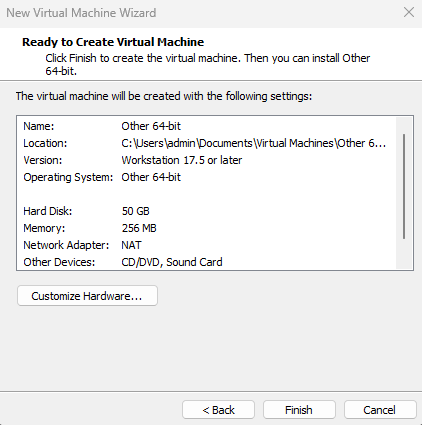 New Virtual Machine Wizard
Ready to Create Virtual Machine
Click Finish to create the virtual machine. Then you can install Other
64-bit.
The virtual machine will be created with the following settings:
Name: Other 64-bit
Location: C:\Users\admin\Documents\Virtual Machines\Other 6...
Version: Workstation 17.5 or later
Operating System: Other 64-bit
Hard Disk: 50 GB
Memory: 256 MB
Network Adapter: NAT
Other Devices: CD/DVD, Sound Card
Customize Hardware...
< Back Finish Cancel